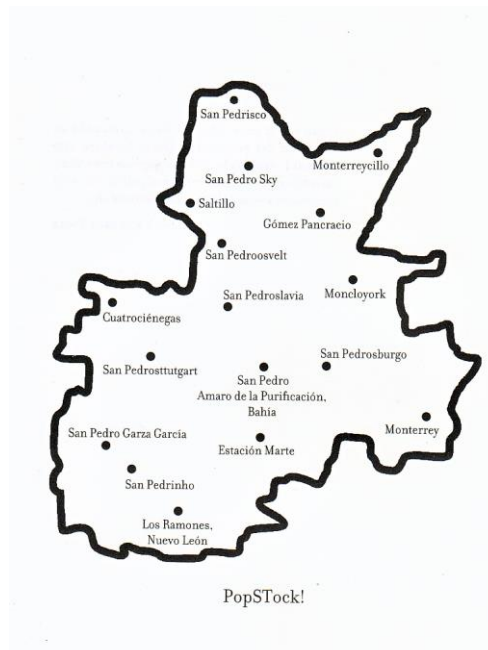 San Pedrisco
Monterreycillo
San Pedro Sky
Saltillo
Gómez Pancracio
San Pedroosvelt
San Pedroslavia
Moncloyork
Cuatrociénegas
San Pedrosburgo
San Pedrosttutgart
San Pedro
Amaro de la Purificación,
Bahía
Monterrey
San Pedro Garza García
Estación Marte
San Pedrinho
Los Ramones,
Nuevo León
PopSTock!